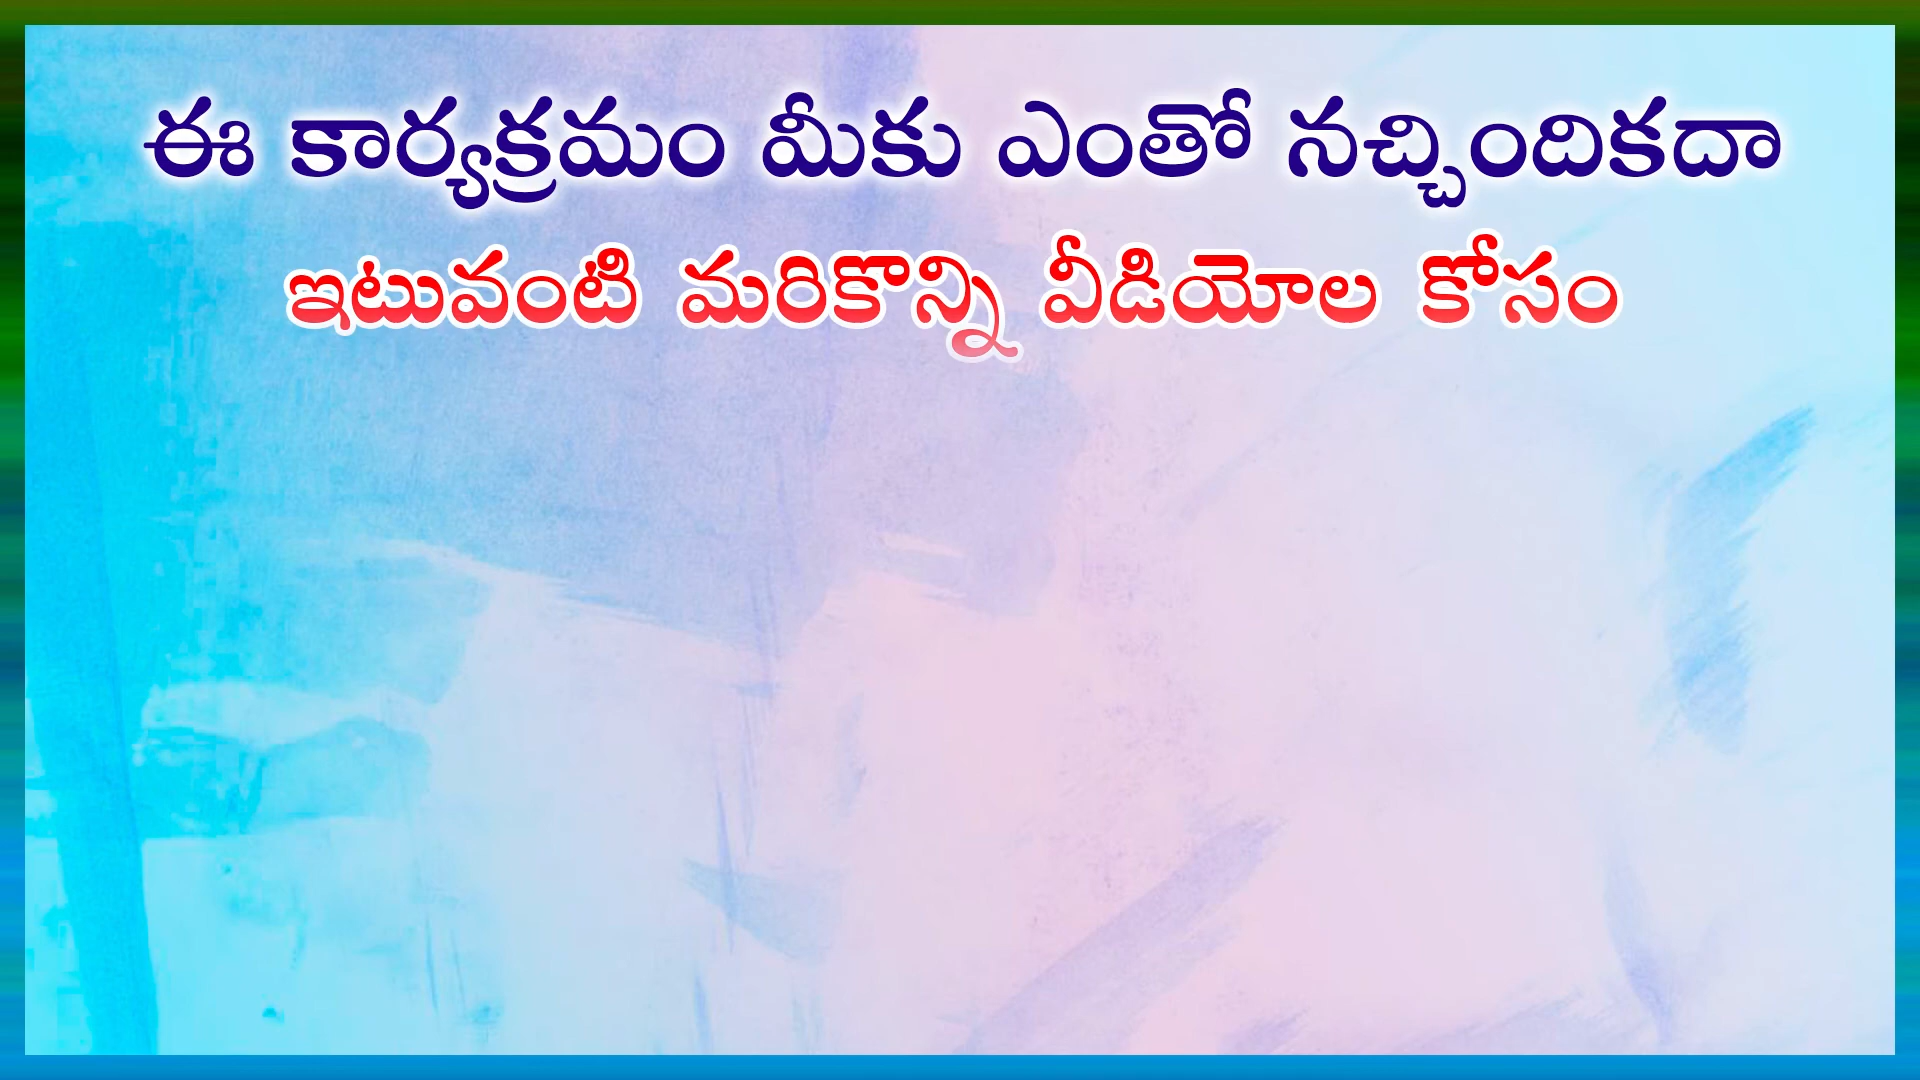 ఈ కార్యక్రమం మీకు ఎంతో నచ్చిందికదా
ఇటువంటి మరికొన్ని వీడియోల కోసం